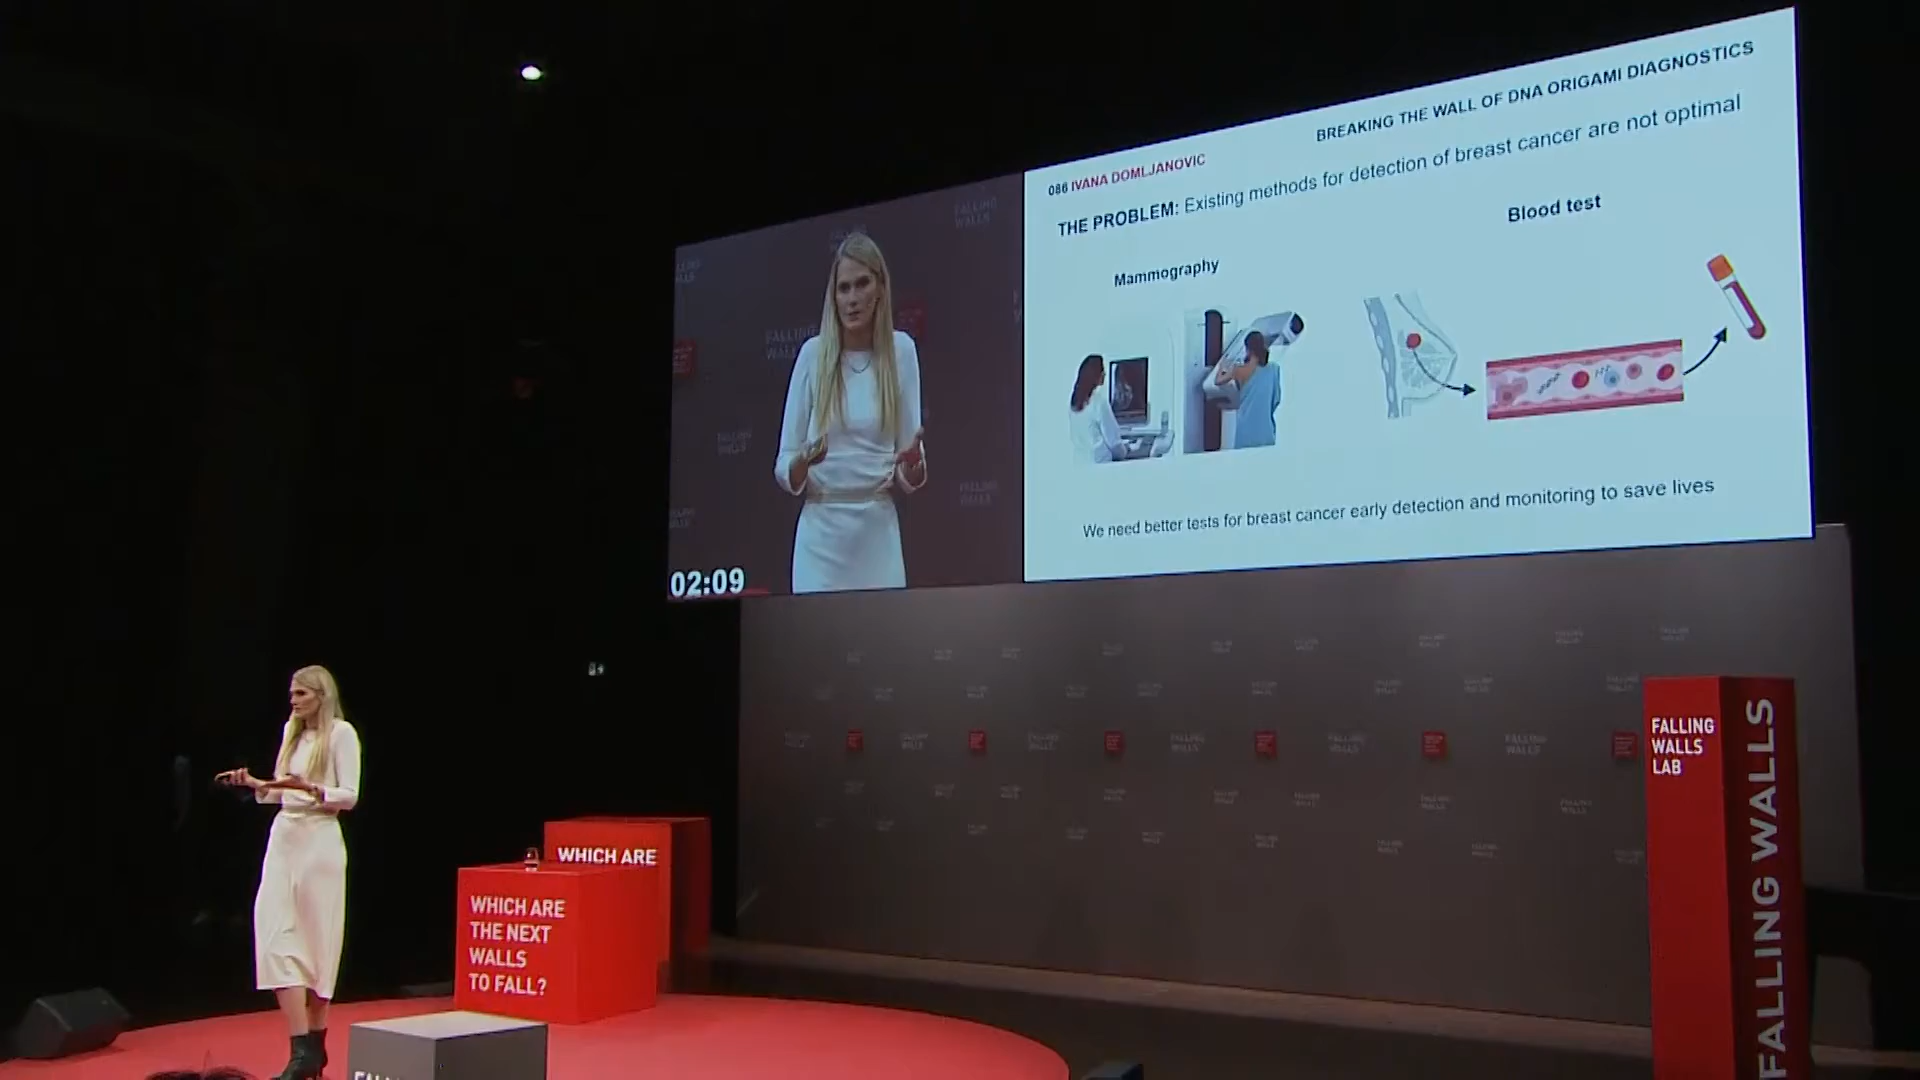 BREAKING THE WALL OF DNA ORIGAMI DIAGNOSTICS
086 IVANA DOMLJANOVIC
THE PROBLEM: Existing methods for detection of breast cancer are not optimal
Mammography
Blood test
We need better tests for breast cancer early detection and monitoring to save lives
02:09
FALLING
WALLS
LAB
FALLING WALLS
WHICH ARE
WHICH ARE
THE NEXT
WALLS
TO FALL?